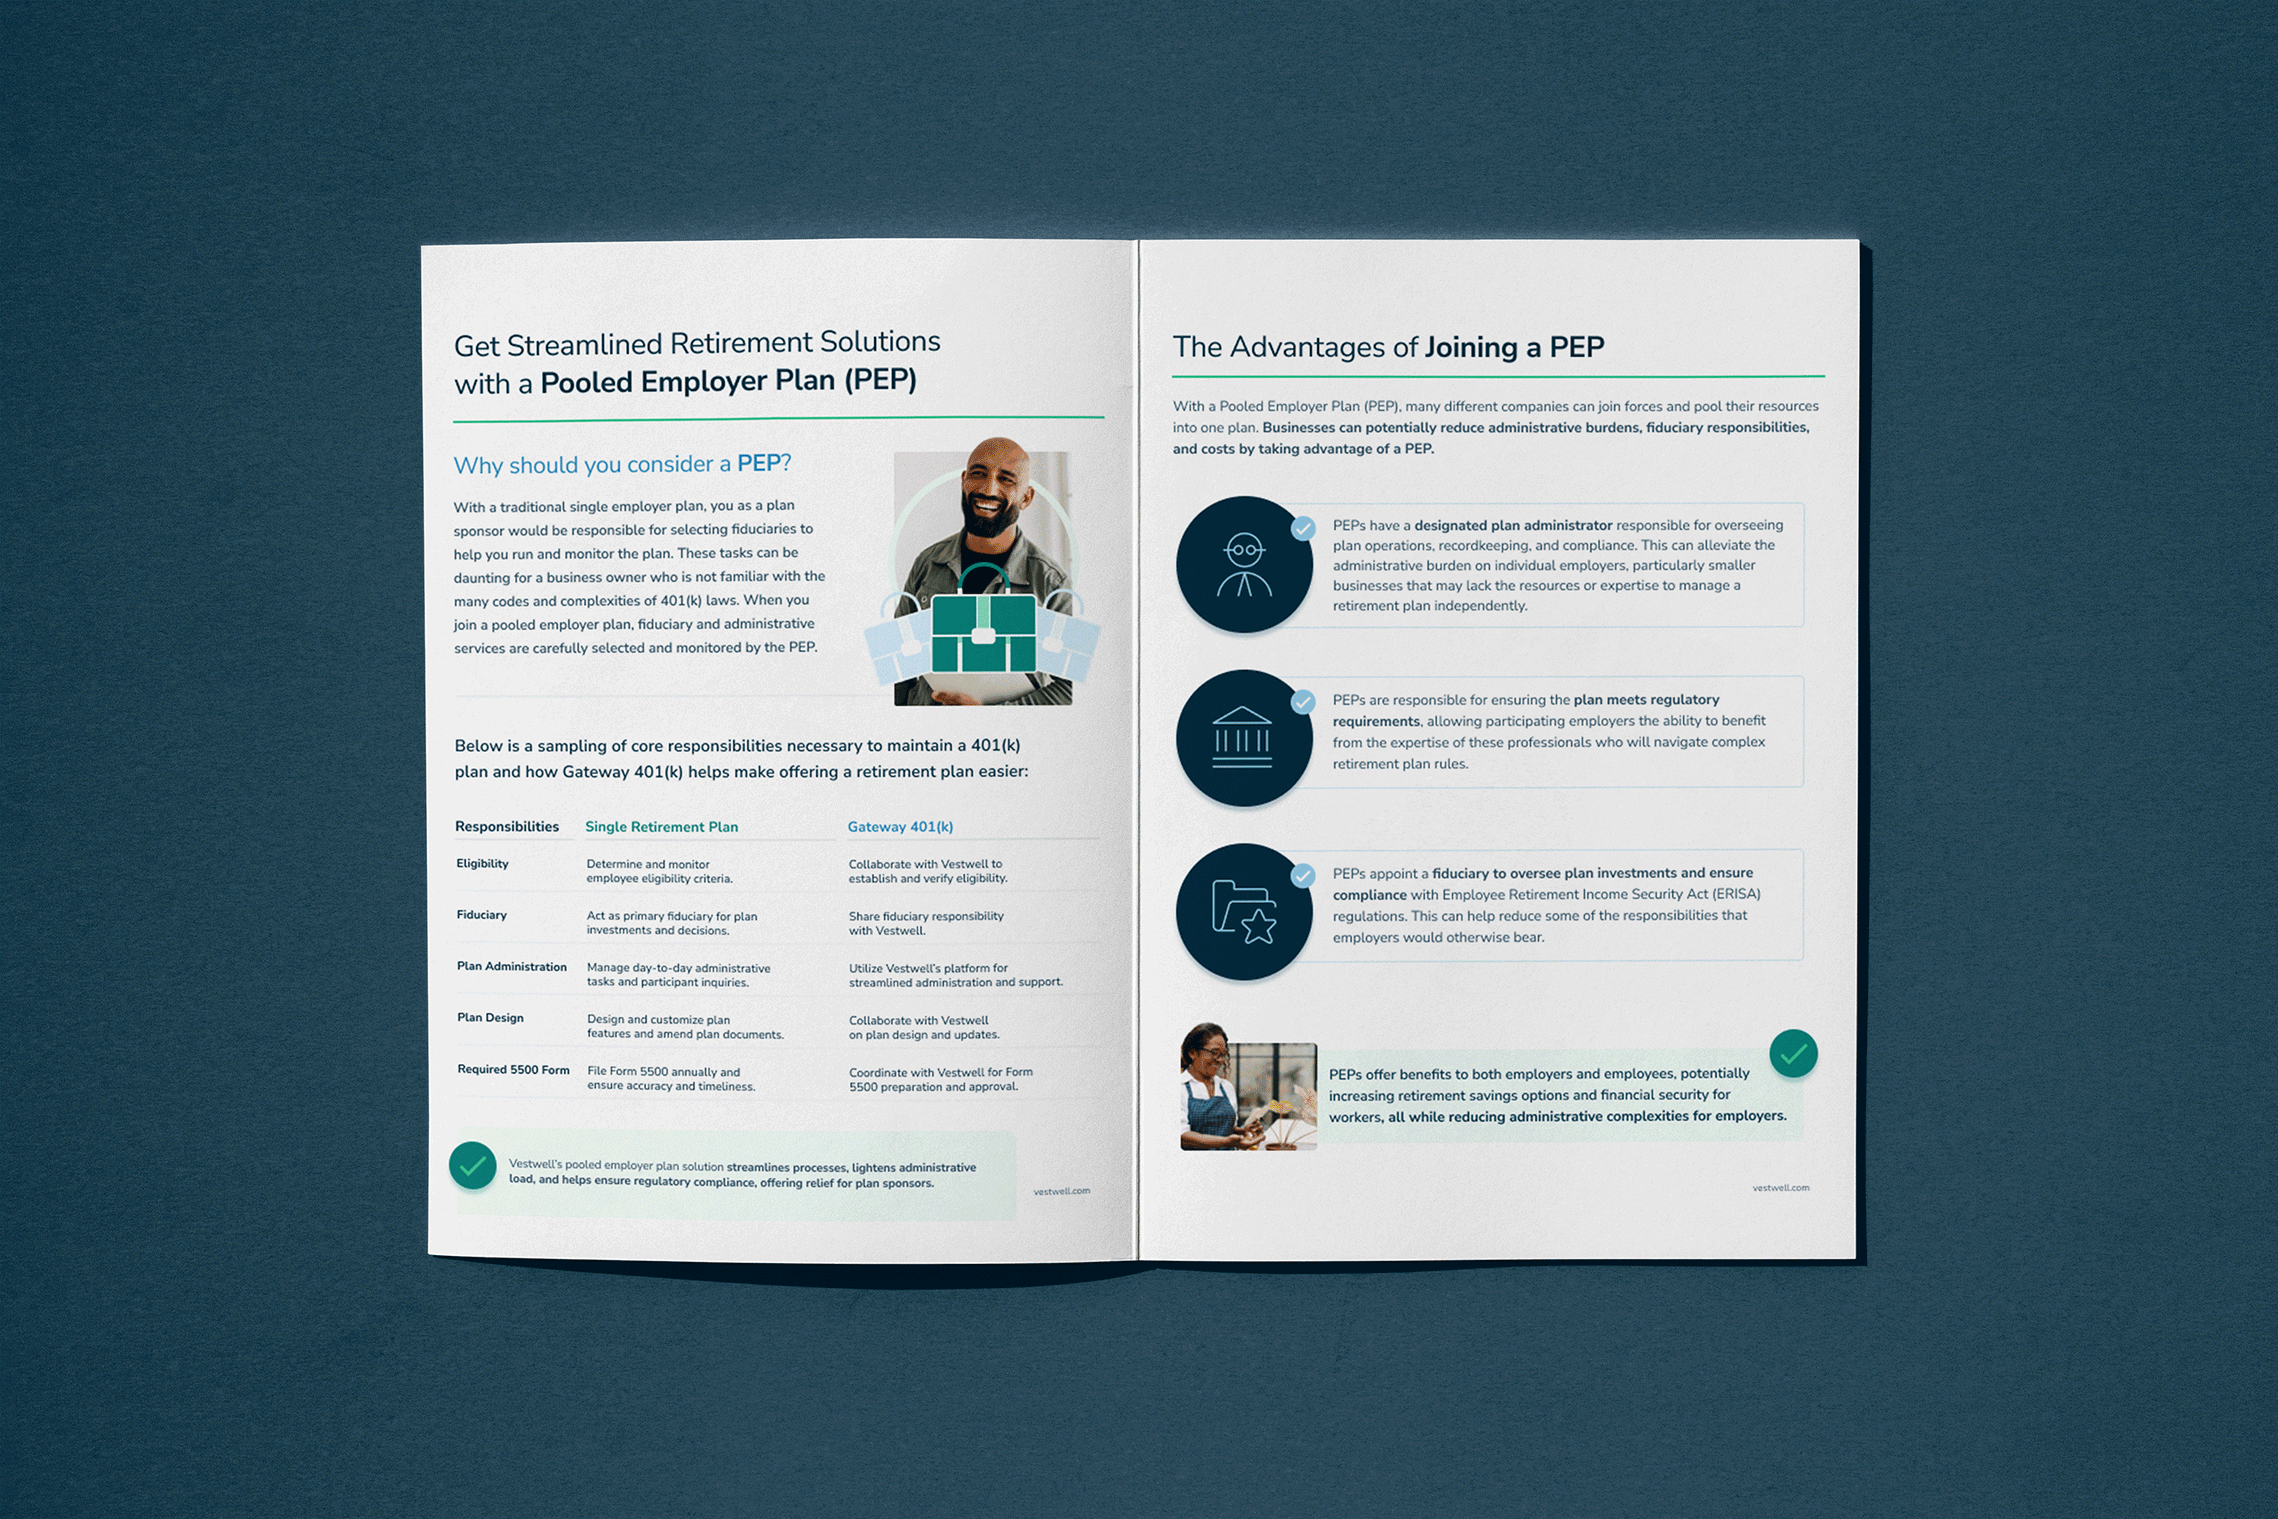 Get Streamlined Retirement Solutions
with a Pooled Employer Plan (PEP)
Why should you consider a PEP?
With a traditional single employer plan, you as a plan
sponsor would be responsible for selecting fiduciaries to
help you run and monitor the plan. These tasks can be
daunting for a business owner who is not familiar with the
many codes and complexities of 401(k) laws. When you
join a pooled employer plan, fiduciary and administrative
services are carefully selected and monitored by the PEP.
Below is a sampling of core responsibilities necessary to maintain a 401(k)
plan and how Gateway 401(k) helps make offering a retirement plan easier:
Responsibilities Single Retirement Plan Gateway 401(k)
Eligibility Determine and monitor Collaborate with Vestwell to
employee eligibility criteria. establish and verify eligibility.
Fiduciary Act as primary fiduciary for plan Share fiduciary responsibility
investments and decisions. with Vestwell.
Plan Administration Manage day-to-day administrative Utilize Vestwell's platform for
tasks and participant inquiries. streamlined administration and support.
Plan Design Design and customize plan Collaborate with Vestwell
features and amend plan documents. on plan design and updates.
Required 5500 Form File Form 5500 annually and Coordinate with Vestwell for Form
ensure accuracy and timeliness. 5500 preparation and approval.
Vestwell's pooled employer plan solution streamlines processes, lightens administrative
load, and helps ensure regulatory compliance, offering relief for plan sponsors.
vestwell.com
The Advantages of Joining a PEP
With a Pooled Employer Plan (PEP), many different companies can join forces and pool their resources
into one plan. Businesses can potentially reduce administrative burdens, fiduciary responsibilities,
and costs by taking advantage of a PEP.
PEPs have a designated plan administrator responsible for overseeing
plan operations, recordkeeping, and compliance. This can alleviate the
administrative burden on individual employers, particularly smaller
businesses that may lack the resources or expertise to manage a
retirement plan independently.
PEPs are responsible for ensuring the plan meets regulatory
requirements, allowing participating employers the ability to benefit
from the expertise of these professionals who will navigate complex
retirement plan rules.
PEPs appoint a fiduciary to oversee plan investments and ensure
compliance with Employee Retirement Income Security Act (ERISA)
regulations. This can help reduce some of the responsibilities that
employers would otherwise bear.
PEPs offer benefits to both employers and employees, potentially
increasing retirement savings options and financial security for
workers, all while reducing administrative complexities for employers.
vestwell.com